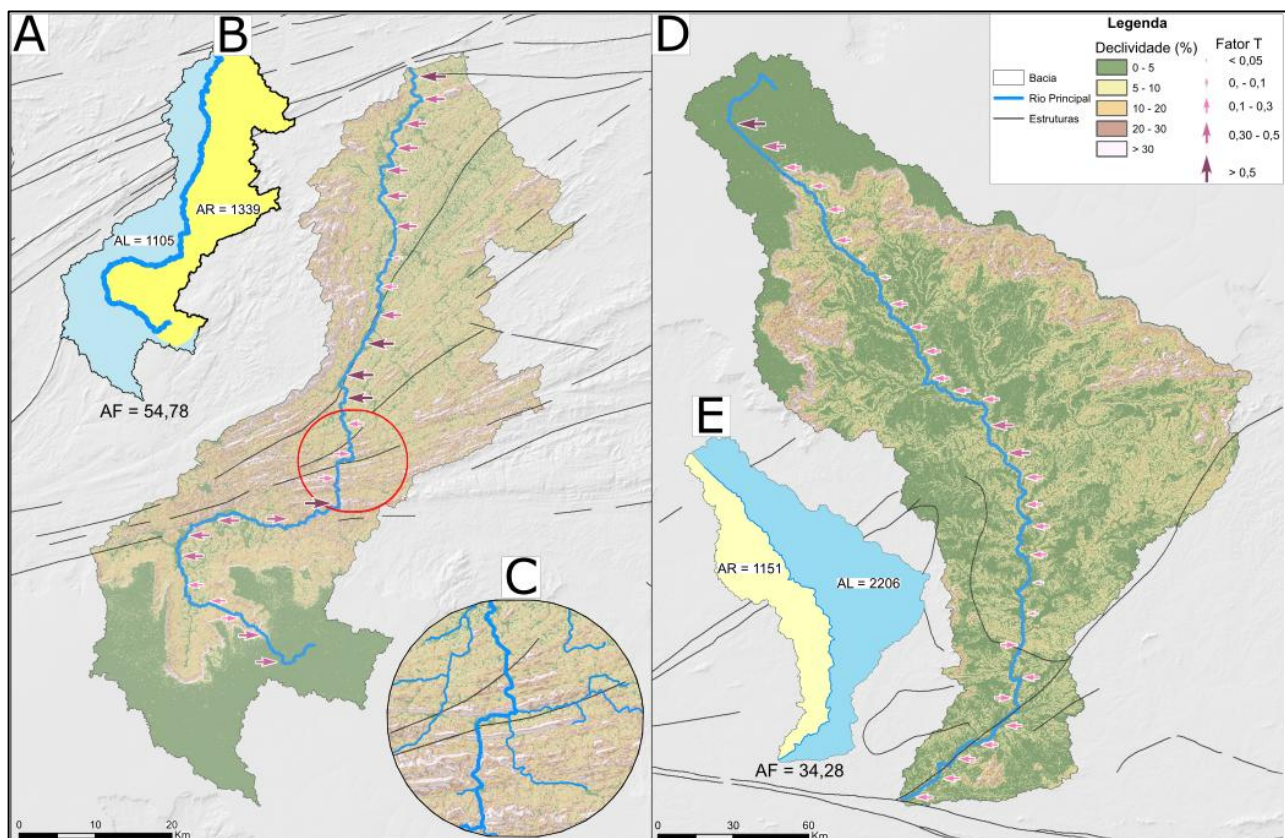 A
B
AR = 1339
AL = 1105
AF = 54,78
C
0
10
20
Km
D
Legenda
Bacia
Rio Principal
Estruturas
Declividade (%)
0 - 5
5 - 10
10 - 20
20 - 30
> 30
Fator T
< 0,05
0, - 0,1
0,1 - 0,3
0,30 - 0,5
> 0,5
E
AR = 1151
AL = 2206
AF = 34,28
0
30
60
Km